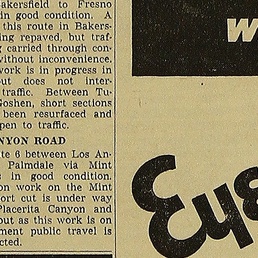 akersfield to Fresno
in good condition. A
this route in Bakers-
ing repaved, but traf-
g carried through con-
without inconvenience.
work is in progress in
ut does not inter-
traffic. Between Tu-
Goshen, short sections
been resurfaced and
pen to traffic.
NYON ROAD
te 6 between Los An-
Palmdale via Mint
s in good condition.
on work on the Mint
ort cut is under way
Placerita Canyon and
out as this work is on
ment public travel is
cted.
w
Eye